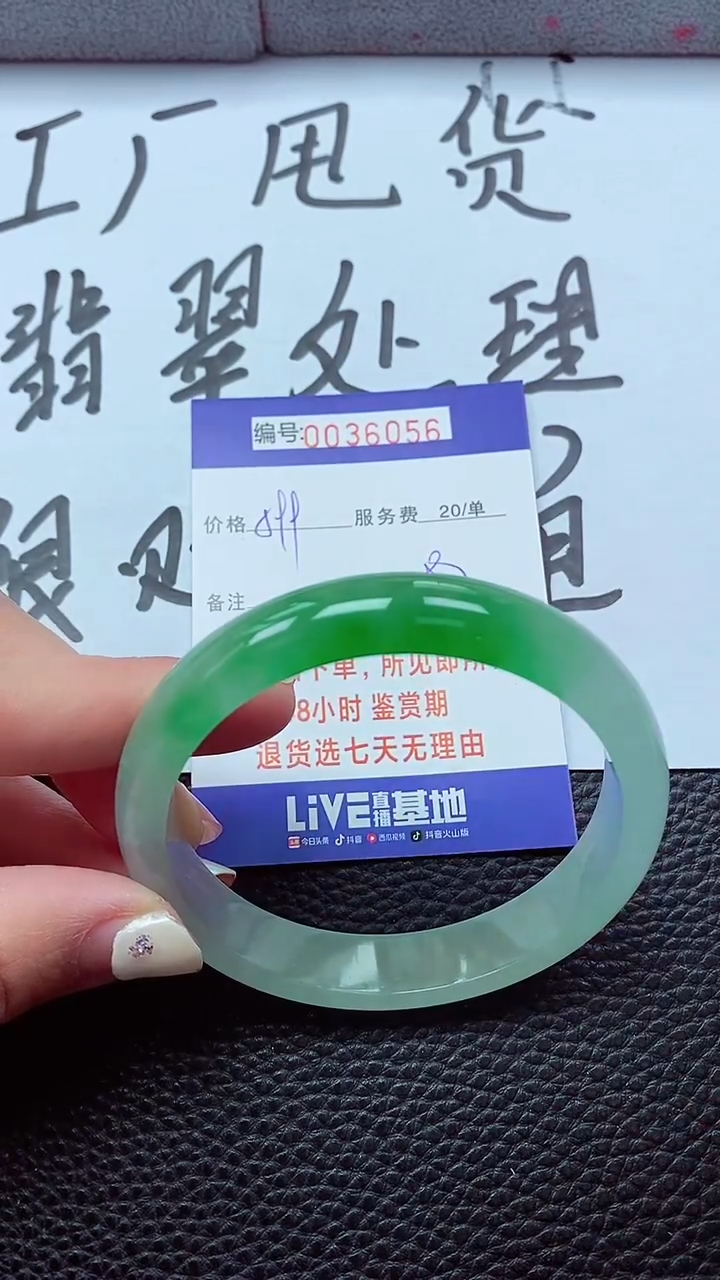 工厂甩货
翡翠处理
编号:0036056
价格
服务费 20/单
备注
下单，所见即所
8小时 鉴赏期
退货选七天无理由
LiVE直播基地
今日头条 抖音 西瓜视频 抖音火山版